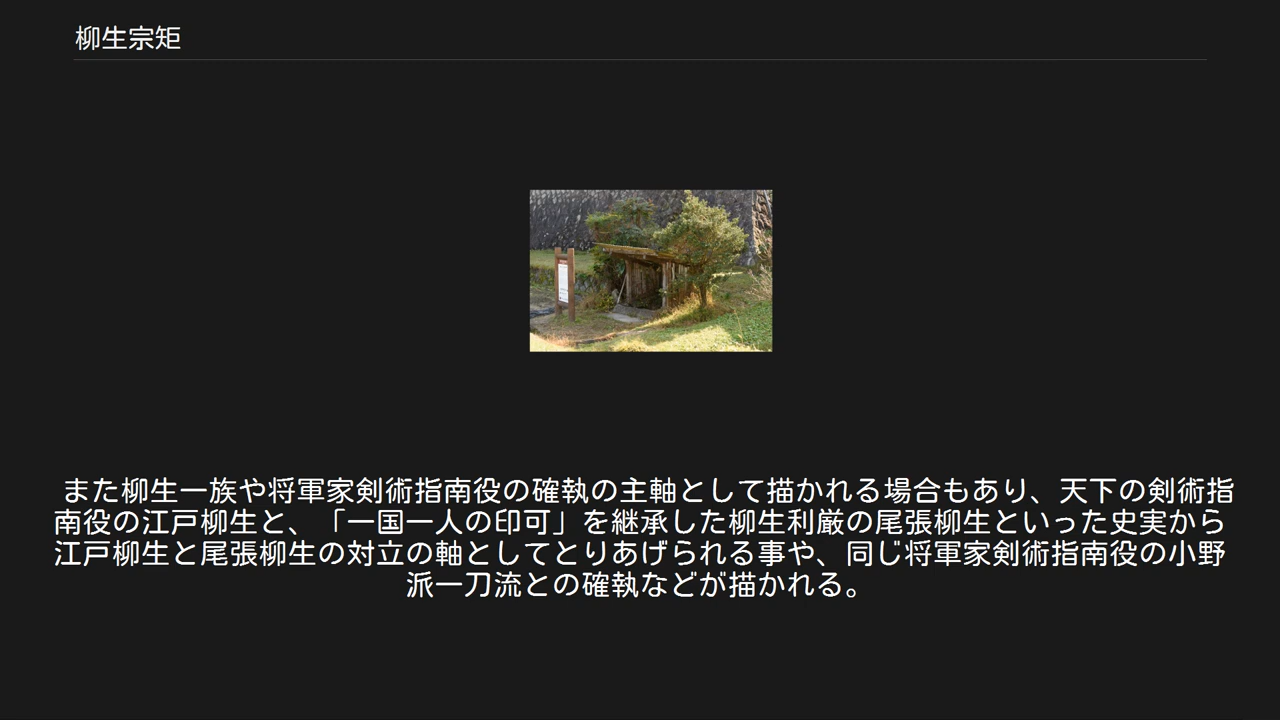 柳生宗矩
また柳生一族や将軍家剣術指南役の確執の主軸として描かれる場合もあり、天下の剣術指
南役の江戸柳生と、「一国一人の印可」を継承した柳生利厳の尾張柳生といった史実から
江戸柳生と尾張柳生の対立の軸としてとりあげられる事や、同じ将軍家剣術指南役の小野
派一刀流との確執などが描かれる。